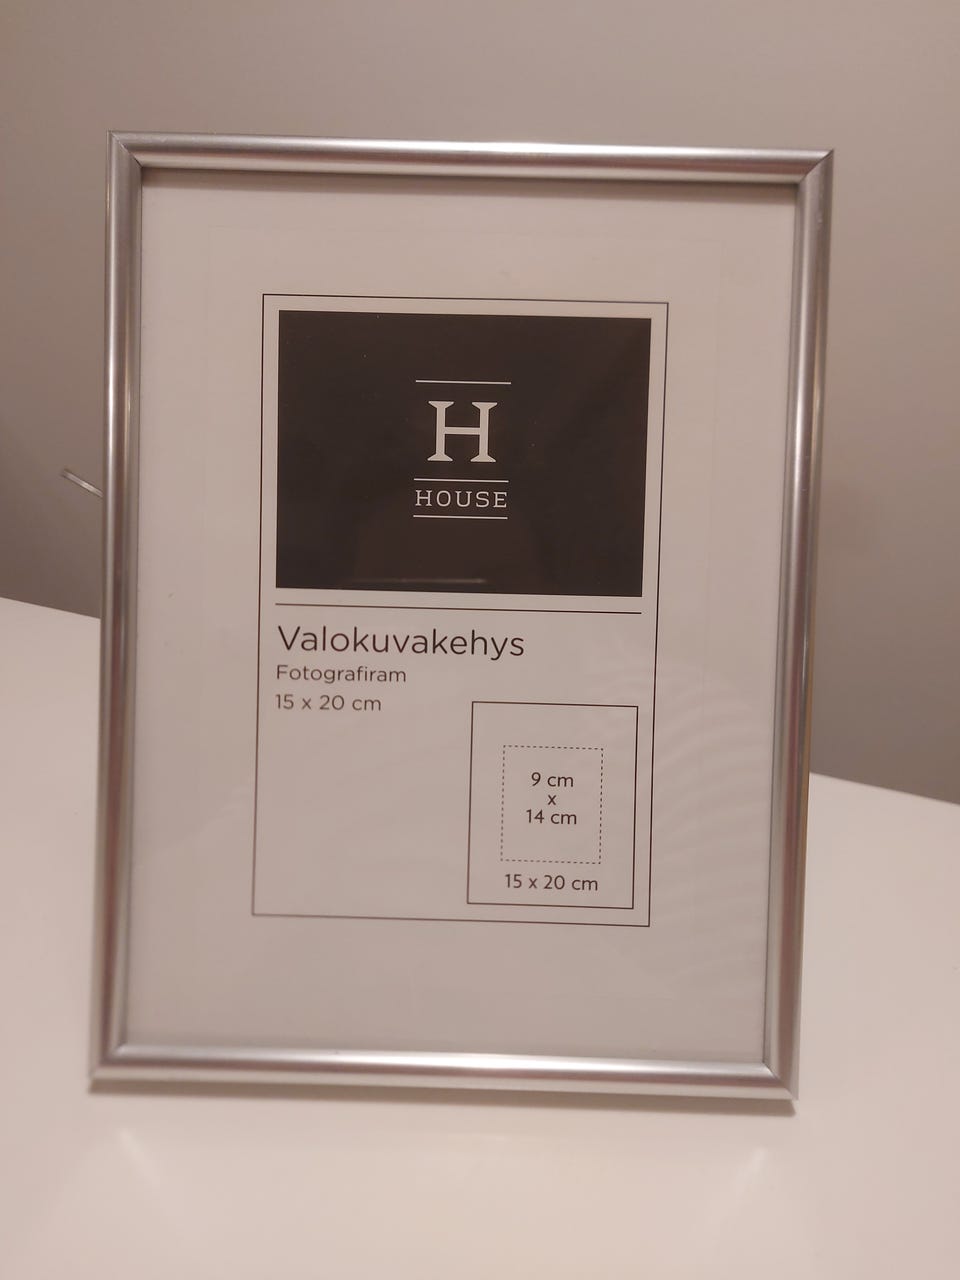 H
HOUSE
Valokuvakehys
Fotografiram
15 x 20 cm
9 cm
x
14 cm
15 x 20 cm